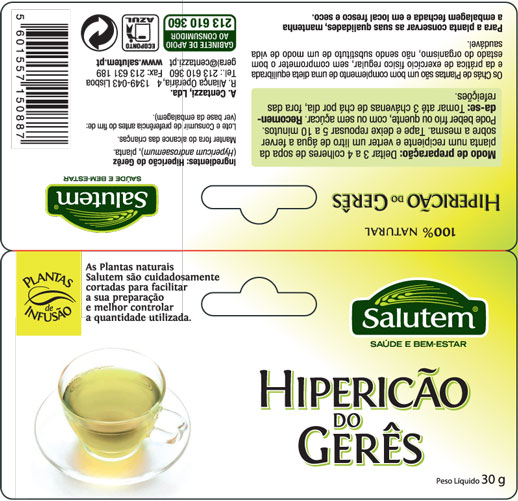 PLANTAS
de
INFUSÃO
As Plantas naturais
Salutem são cuidadosamente
cortadas para facilitar
a sua preparação
e melhor controlar
a quantidade utilizada.
Salutem®
SAÚDE E BEM-ESTAR
HIPERICÃO
DO
GERÊS
Peso Líquido 30 g
100% NATURAL
HIPERICÃO DO GERÊS
Modo de preparação: Deitar 3 a 4 colheres de sopa da
planta num recipiente e verter um litro de água a ferver
sobre a mesma. Tape e deixe repousar 5 a 10 minutos.
Pode beber frio ou quente, com ou sem açúcar. Recomen-
da-se: Tomar até 3 chávenas de chá por dia, fora das
refeições.
Os Chás de Plantas são um bom complemento de uma dieta equilibrada
e da prática de exercício físico regular, sem comprometer o bom
estado do organismo, não sendo substituto de um modo de vida
saudável.
Para a planta conservar as suas qualidades, mantenha
a embalagem fechada e em local fresco e seco.
Salutem®
SAÚDE E BEM-ESTAR
Ingredientes: Hipericão do Gerêz
(Hypericum androsaemum), planta.
Manter fora do alcance das crianças.
Lote e Consumir de preferência antes do fim de:
(ver base da embalagem).
A. Centazzi, Lda.
R. Aliança Operária, 4 1349-043 Lisboa
Tel.: 213 610 360 Fax: 213 631 189
geral@centazzi.pt www.salutem.pt
GABINETE DE APOIO
AO CONSUMIDOR
213 610 360
ECOPONTO
AZUL
5601557150887